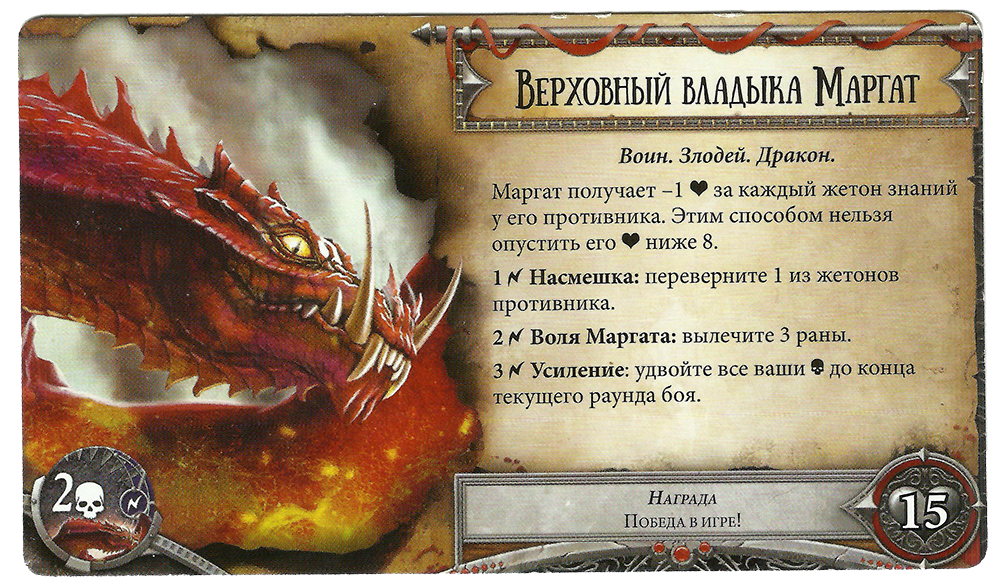 Верховный владыка Маргат
Воин. Злодей. Дракон.
Маргат получает –1 ❤ за каждый жетон знаний
у его противника. Этим способом нельзя
опустить его ❤ ниже 8.
1 Насмешка: переверните 1 из жетонов
противника.
2 Воля Маргата: вылечите 3 раны.
3 Усиление: удвойте все ваши 💀 до конца
текущего раунда боя.
2
Награда
Победа в игре!
15